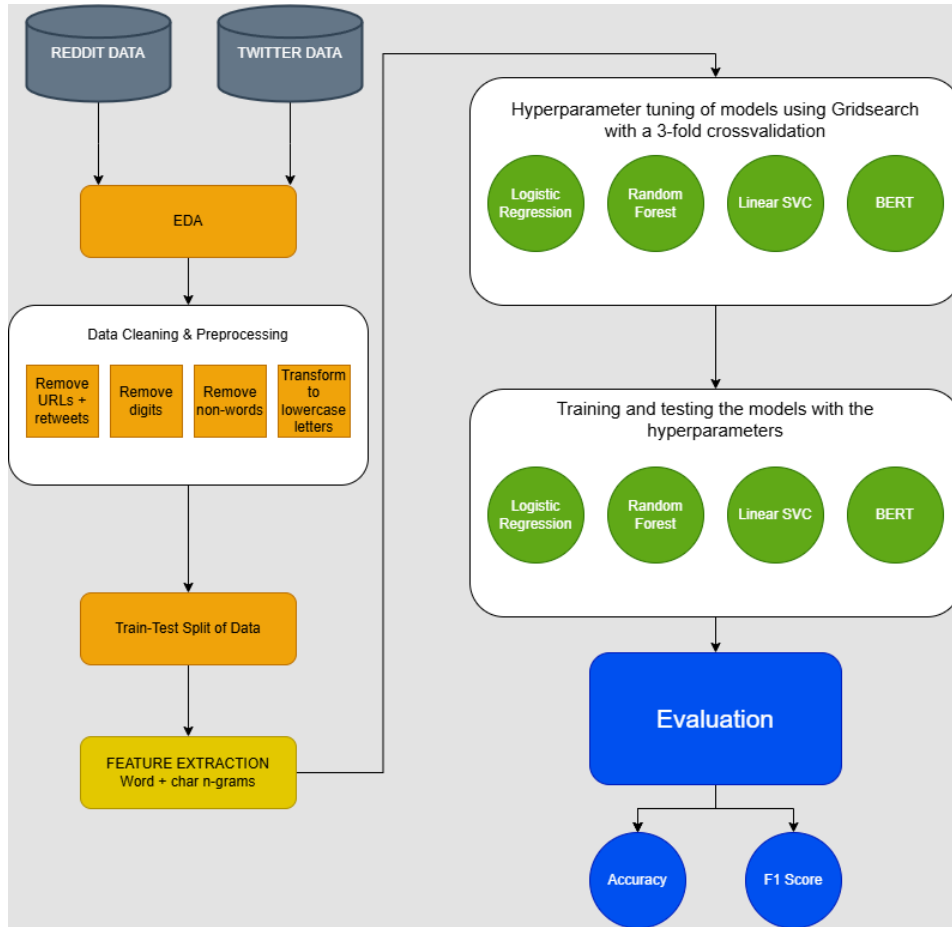 REDDIT DATA
TWITTER DATA
EDA
Data Cleaning & Preprocessing
Remove
URLs +
retweets
Remove
digits
Remove
non-words
Transform
to
lowercase
letters
Train-Test Split of Data
FEATURE EXTRACTION
Word + char n-grams
Hyperparameter tuning of models using Gridsearch
with a 3-fold crossvalidation
Logistic
Regression
Random
Forest
Linear SVC
BERT
Training and testing the models with the
hyperparameters
Logistic
Regression
Random
Forest
Linear SVC
BERT
Evaluation
Accuracy
F1 Score